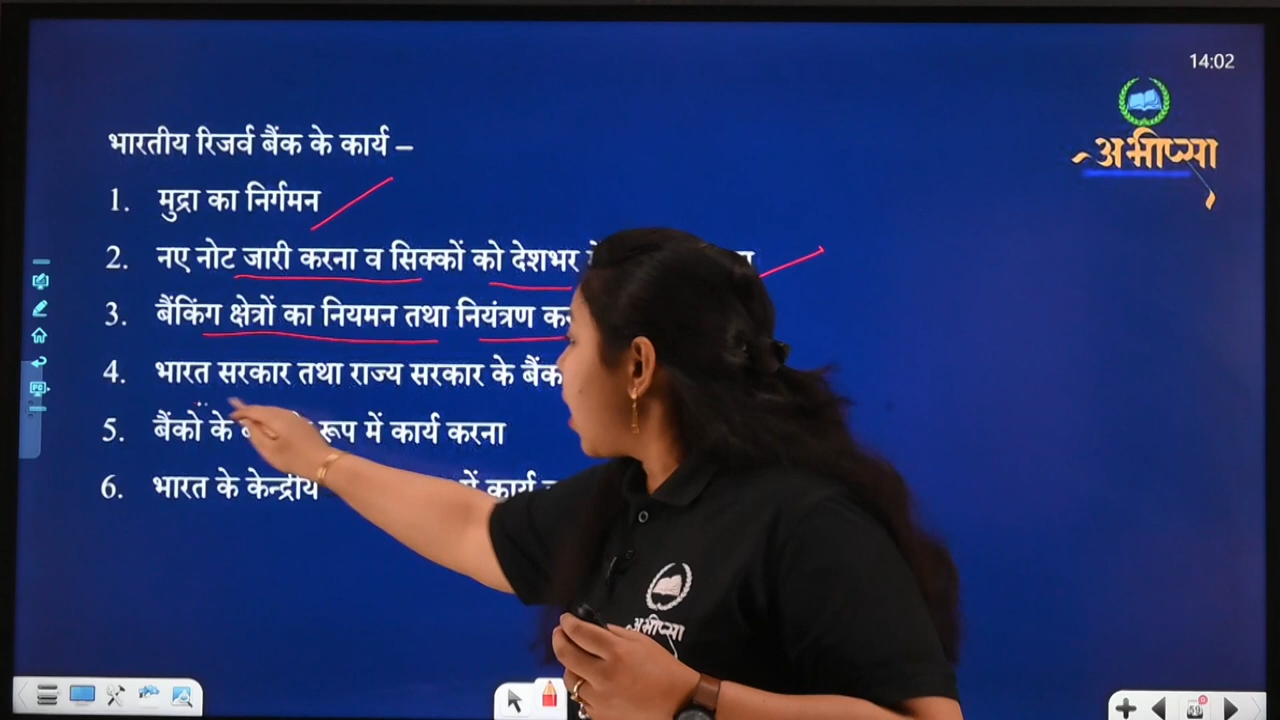 14:02
अभीप्सा
भारतीय रिजर्व बैंक के कार्य –
1. मुद्रा का निर्गमन
2. नए नोट जारी करना व सिक्कों को देशभर
3. बैंकिंग क्षेत्रों का नियमन तथा नियंत्रण
4. भारत सरकार तथा राज्य सरकार के बैंक
5. बैंको के रूप में कार्य करना
6. भारत के केन्द्रीय में कार्य
अभीप्सा